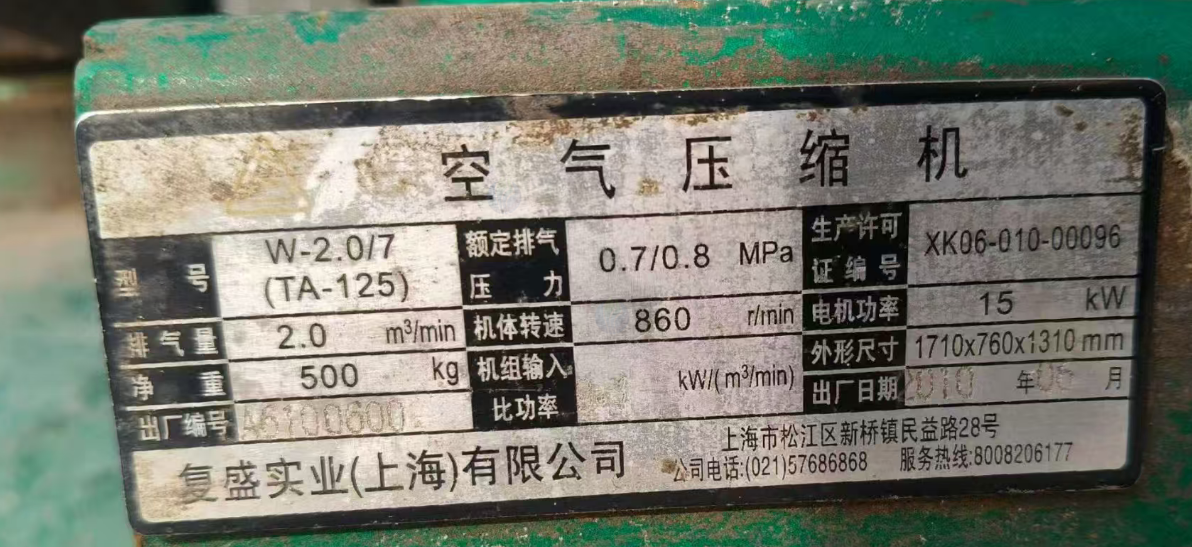 空气压缩机
型号 W-2.0/7 (TA-125) 额定排气压力 0.7/0.8 MPa 生产许可证编号 XK06-010-00096
排气量 2.0 m³/min 机体转速 860 r/min 电机功率 15 kW
净重 500 kg 机组输入比功率 kW/(m³/min) 外形尺寸 1710x760x1310 mm
出厂编号 出厂日期 2010 年 月
复盛实业(上海)有限公司
上海市松江区新桥镇民益路28号
公司电话:(021)57686868 服务热线:8008206177